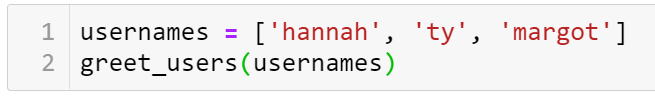 1 usernames = ['hannah', 'ty', 'margot']
2 greet_users(usernames)